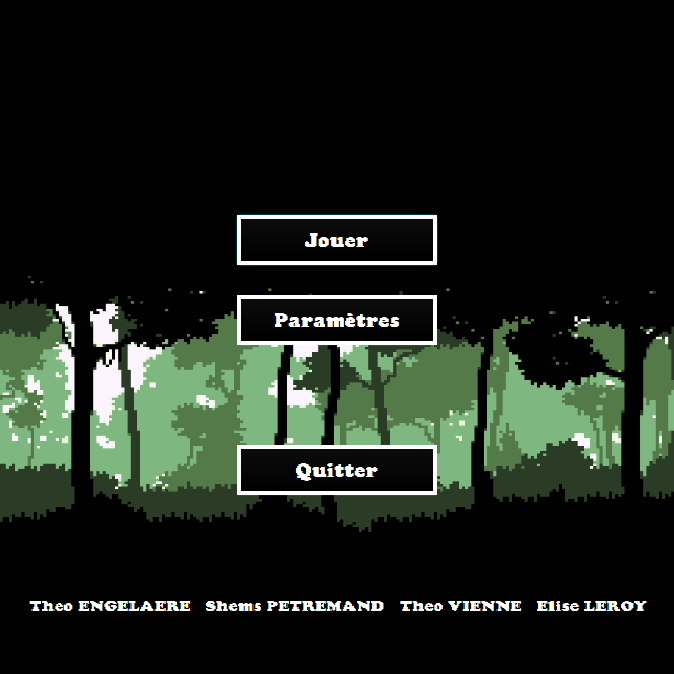 Jouer
Paramètres
Quitter
Theo ENGELAERE Shems PETREMAND Theo VIENNE Elise LEROY